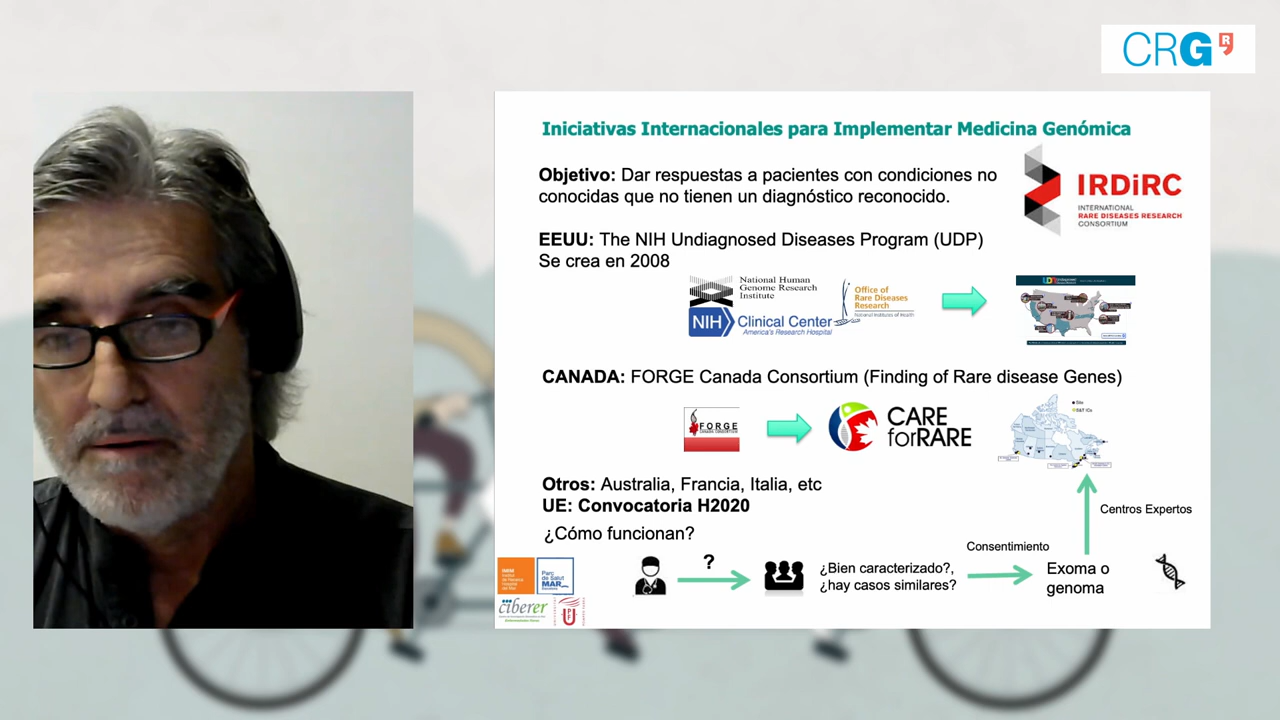 CRG
R
Iniciativas Internacionales para Implementar Medicina Genómica
Objetivo: Dar respuestas a pacientes con condiciones no
conocidas que no tienen un diagnóstico reconocido.
IRDiRC
INTERNATIONAL
RARE DISEASES RESEARCH
CONSORTIUM
EEUU: The NIH Undiagnosed Diseases Program (UDP)
Se crea en 2008
National Human
Genome Research
Institute
NIH Clinical Center
America's Research Hospital
Office of
Rare Diseases
Research
National Institutes of Health
CANADA: FORGE Canada Consortium (Finding of Rare disease Genes)
FORGE
CARE
forRARE
Otros: Australia, Francia, Italia, etc
UE: Convocatoria H2020
¿Cómo funcionan?
Centros Expertos
?
¿Bien caracterizado?,
¿hay casos similares?
Consentimiento
Exoma o
genoma
Parc
de Salut
MAR
ciberer